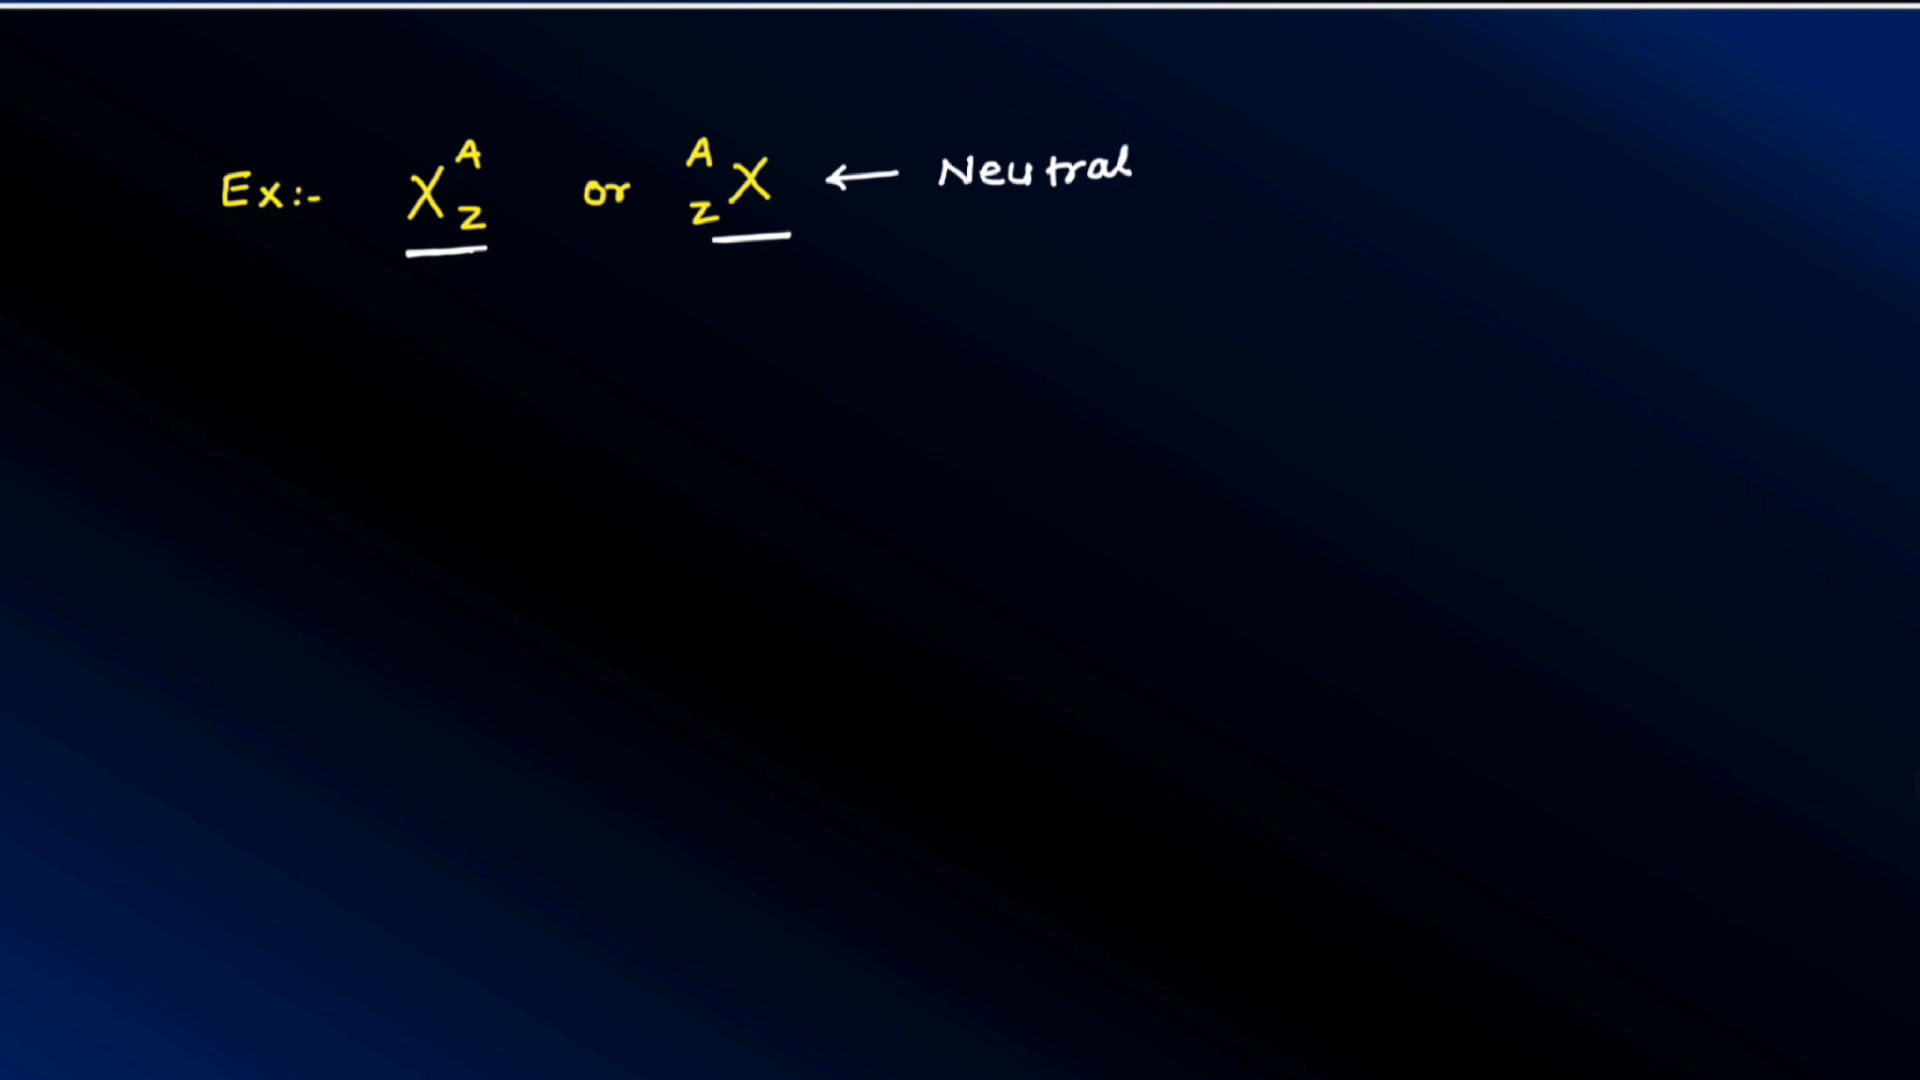 Ex:- X^A_Z or ^A_Z X ← Neutral